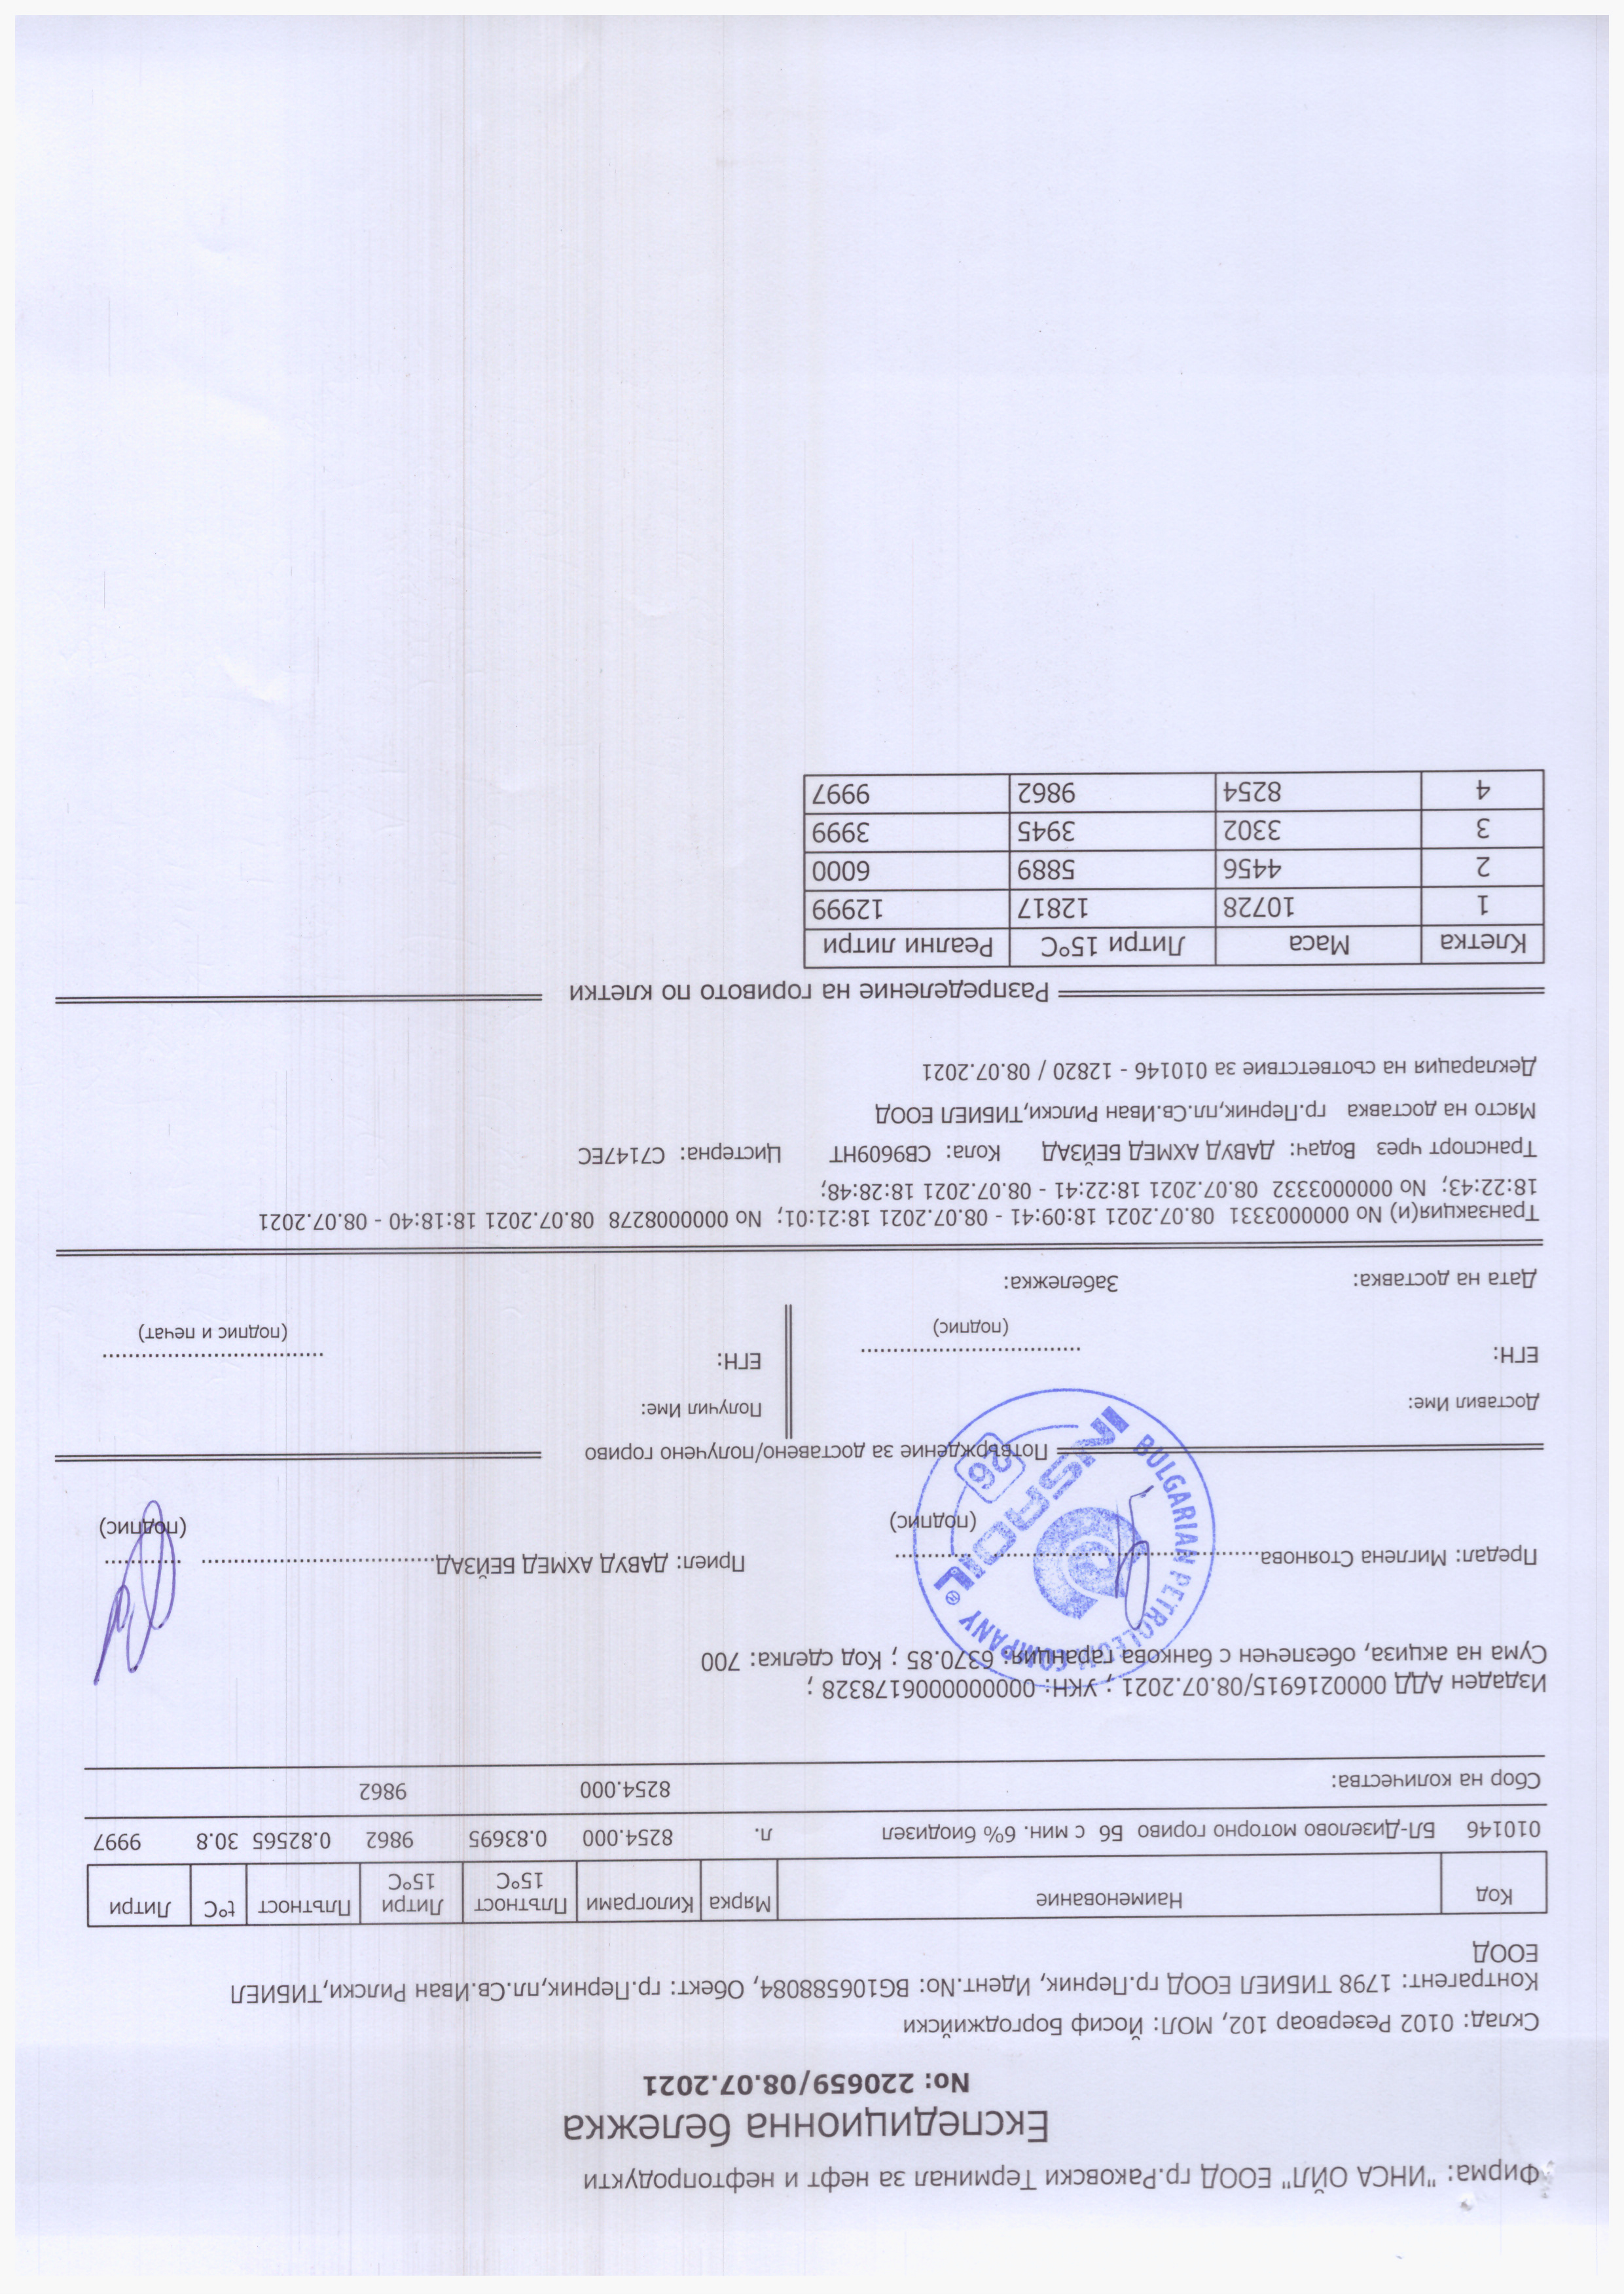 Фирма: "ИНСА ОЙЛ" ЕООД гр.Раковски Терминал за нефт и нефтопродукти
Експедиционна бележка
No: 220659/08.07.2021
Склад: 0102 Резервоар 102, МОЛ: Йосиф Боргоджийски
Контрагент: 1798 ТИБИЕЛ ЕООД гр.Перник, Идент.No: BG106588084, Обект: гр.Перник,пл.Св.Иван Рилски,ТИБИЕЛ
ЕООД
Код Наименование Мярка Килограми Плътност 15°C Литри 15°C Плътност t°C Литри
010146 БЛ-Дизелово моторно гориво Б6 с мин. 6% биодизел л. 8254.000 0.83695 9862 0.82565 30.8 9997
Сбор на количества: 8254.000 9862
Издаден АДД 000021691 5/08.07.2021 ; УКН: 0000000006178328 ;
Сума на акциза, обезпечен с банкова гаранция: 6370.85 ; Код сделка: 700
Предал: Миглена Стоянова Приел: ДАВУД АХМЕД БЕЙЗАД
(подпис) (подпис)
BULGARIAN PETROLEUM COMPANY
INSAOIL®
26
Потвърждение за доставено/получено гориво
Доставил Име: Получил Име:
ЕГН: ЕГН:
(подпис) (подпис и печат)
Дата на доставка: Забележка:
Транзакция(и) No 0000003331 08.07.2021 18:09:41 - 08.07.2021 18:21:01; No 0000008278 08.07.2021 18:18:40 - 08.07.2021
18:22:43; No 0000003332 08.07.2021 18:22:41 - 08.07.2021 18:28:48;
Транспорт чрез Водач: ДАВУД АХМЕД БЕЙЗАД Кола: СВ9609НТ Цистерна: С7147ЕС
Място на доставка гр.Перник,пл.Св.Иван Рилски,ТИБИЕЛ ЕООД
Декларация на сьответствие за 010146 - 12820 / 08.07.2021
Разпределение на горивото по клетки
Клетка Маса Литри 15°C Реални литри
1 10728 12817 12999
2 4456 5889 6000
3 3302 3945 3999
4 8254 9862 9997